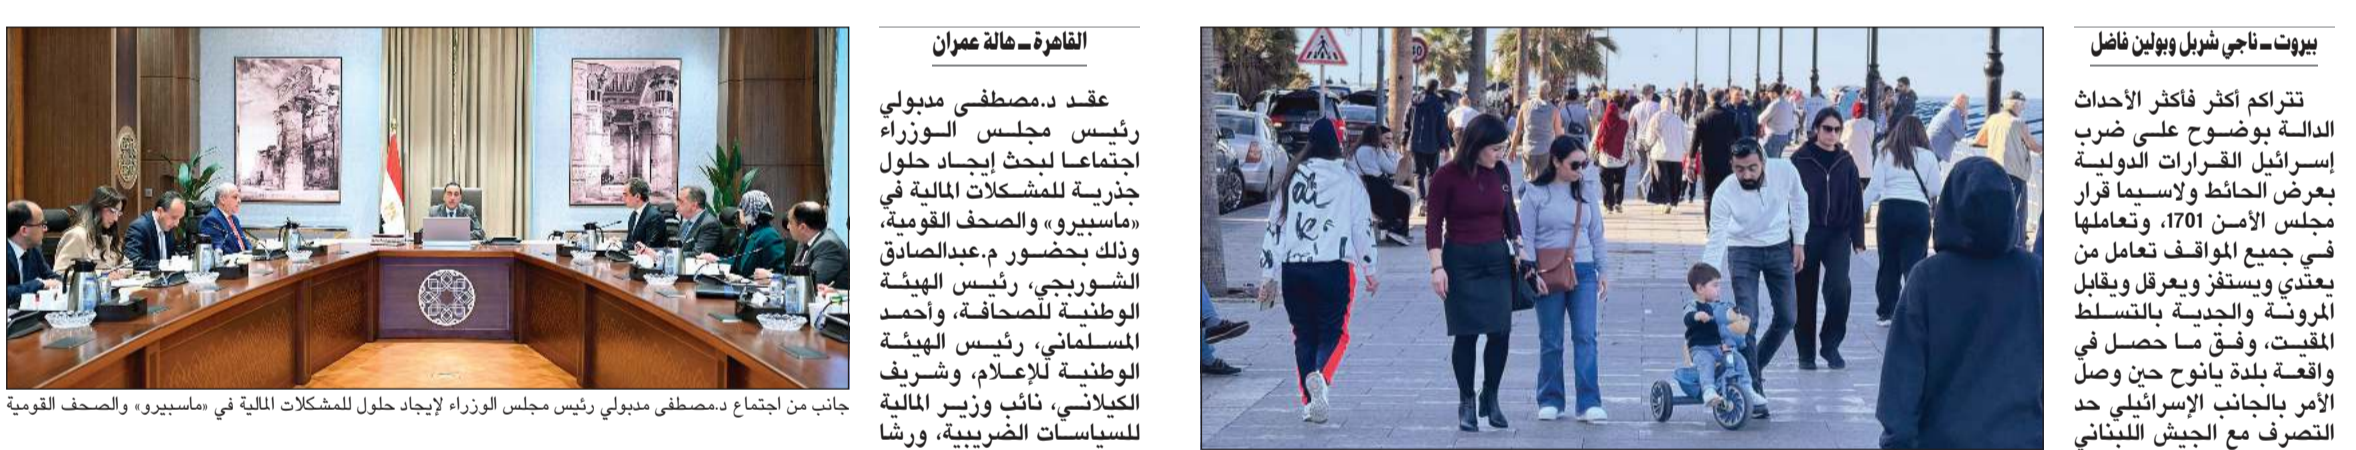 بيروت ـ ناجي شربل وبولين فاضل
تتراكم أكثر فأكثر الأحداث
الدالة بوضوح على ضرب
إسرائيل القرارات الدولية
بعرض الحائط ولاسيما قرار
مجلس الأمن 1701، وتعاملها
في جميع المواقف تعامل من
يعتدي ويستفز ويعرقل ويقابل
المرونة والجدية بالتسلط
المقيت، وفق ما حصل في
واقعة بلدة يانوح حين وصل
الأمر بالجانب الإسرائيلي حد
التصرف مع الجيش اللبناني
القاهرة ـ هالة عمران
عقد د.مصطفى مدبولي
رئيس مجلس الوزراء
اجتماعا لبحث إيجاد حلول
جذرية للمشكلات المالية في
«ماسبيرو» والصحف القومية،
وذلك بحضور م.عبدالصادق
الشوربجي، رئيس الهيئة
الوطنية للصحافة، وأحمد
المسلماني، رئيس الهيئة
الوطنية للإعلام، وشريف
الكيلاني، نائب وزير المالية
للسياسات الضريبية، ورشا
جانب من اجتماع د.مصطفى مدبولي رئيس مجلس الوزراء لإيجاد حلول للمشكلات المالية في «ماسبيرو» والصحف القومية